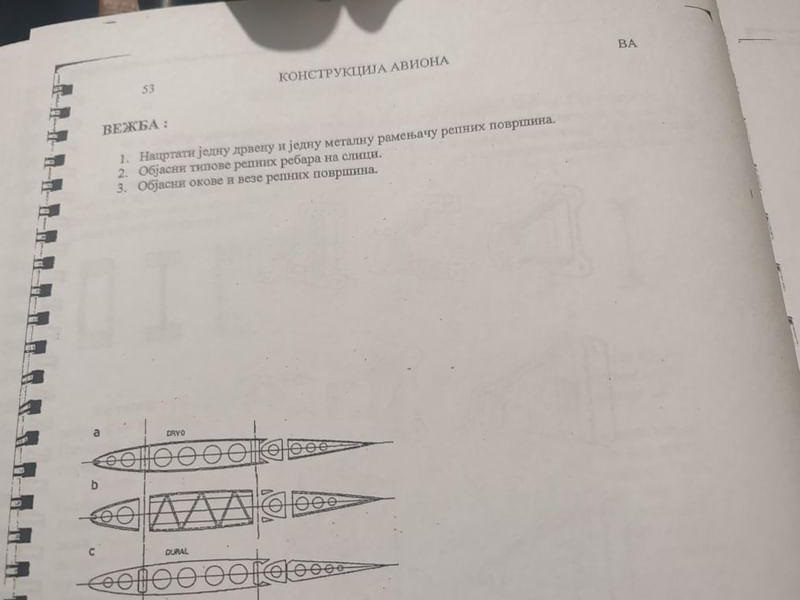 53
КОНСТРУКЦИЈА АВИОНА
ВА
ВЕЖБА :
1. Нацртати једну дрвену и једну металну рамењачу репних површина.
2. Објасни типове репних ребара на слици.
3. Објасни окове и везе репних површина.
a
DRVO
b
c
DURAL